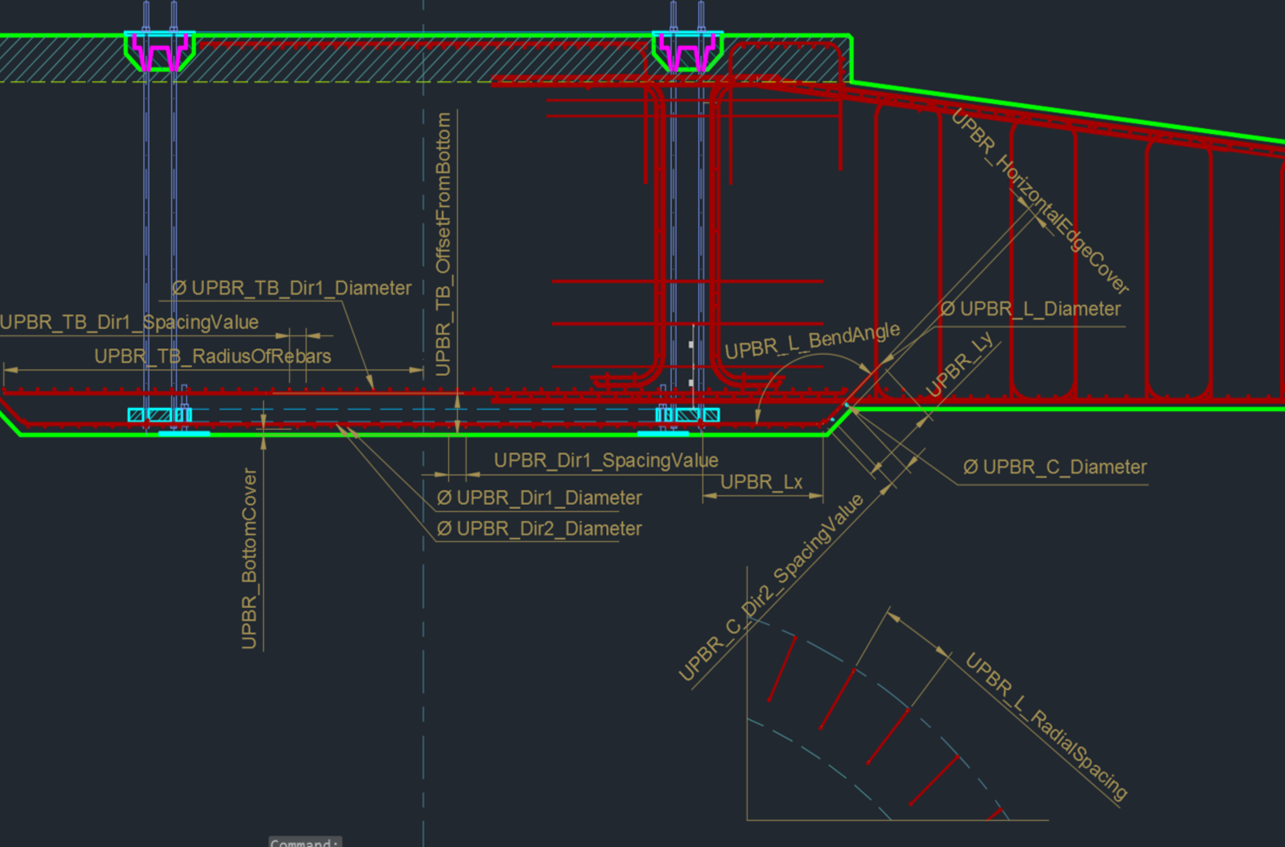 UPBR_TB_OffsetFromBottom
UPBR_HorizontalEdgeCover
Ø UPBR_TB_Dir1_Diameter
Ø UPBR_L_Diameter
UPBR_TB_Dir1_SpacingValue
UPBR_L_BendAngle
UPBR_TB_RadiusOfRebars
UPBR_Ly
UPBR_Dir1_SpacingValue
Ø UPBR_C_Diameter
UPBR_Lx
Ø UPBR_Dir1_Diameter
Ø UPBR_Dir2_Diameter
UPBR_BottomCover
UPBR_C_Dir2_SpacingValue
UPBR_L_RadialSpacing
Command: